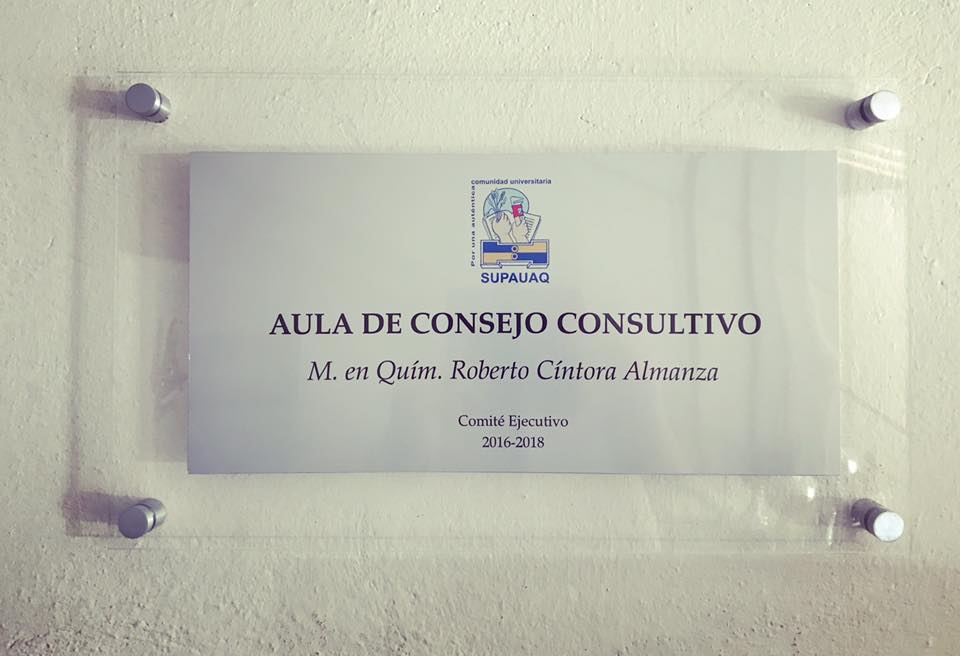 comunidad universitaria
Por una auténtica
SUPAUAQ
AULA DE CONSEJO CONSULTIVO
M. en Quím. Roberto Cíntora Almanza
Comité Ejecutivo
2016-2018